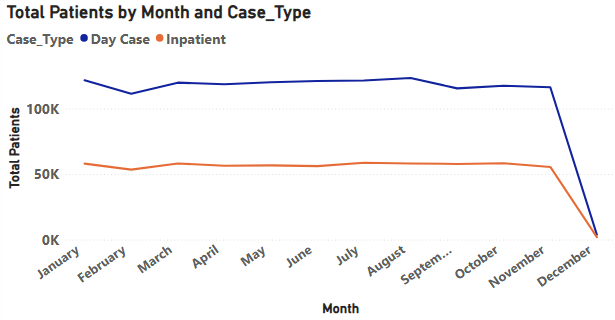 Total Patients by Month and Case_Type
Case_Type Day Case Inpatient
Total Patients
100K
50K
0K
January February March April May June July August Septem... October November December
Month